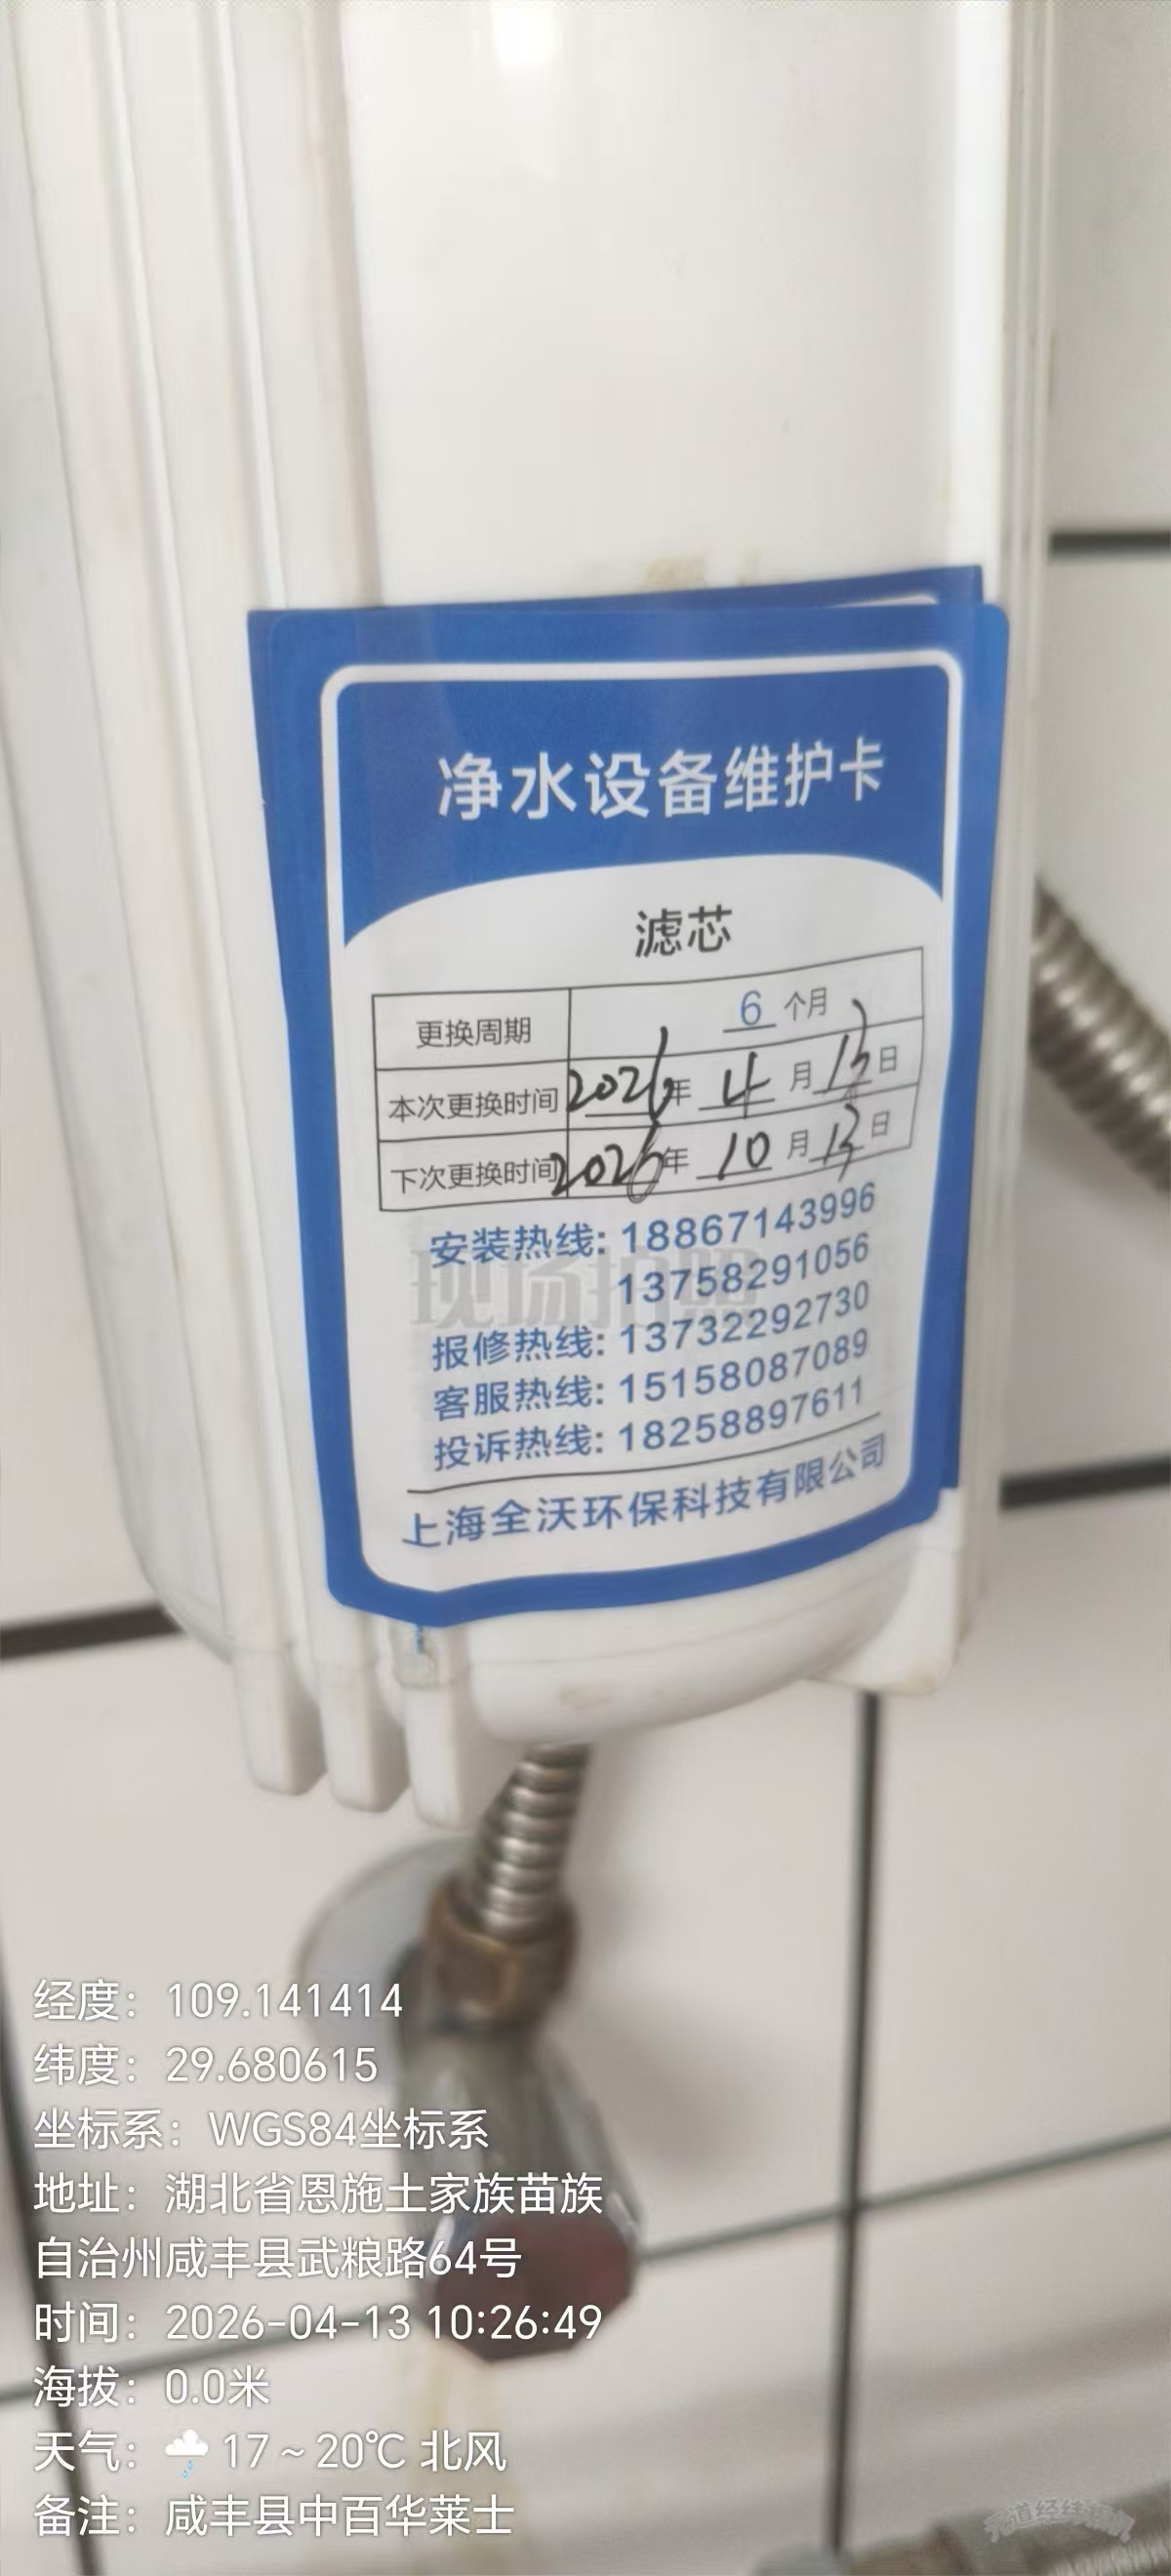 净水设备维护卡
滤芯
更换周期 6 个月
本次更换时间 2026年 4 月 13 日
下次更换时间 2026年 10 月 13 日
安装热线: 18867143996
13758291056
报修热线: 13732292730
客服热线: 15158087089
投诉热线: 18258897611
上海全沃环保科技有限公司
现场拍照
经度：109.141414
纬度：29.680615
坐标系：WGS84坐标系
地址：湖北省恩施土家族苗族
自治州咸丰县武粮路64号
时间：2026-04-13 10:26:49
海拔：0.0米
天气：17 ~ 20℃ 北风
备注：咸丰县中百华莱士
元道经纬相机